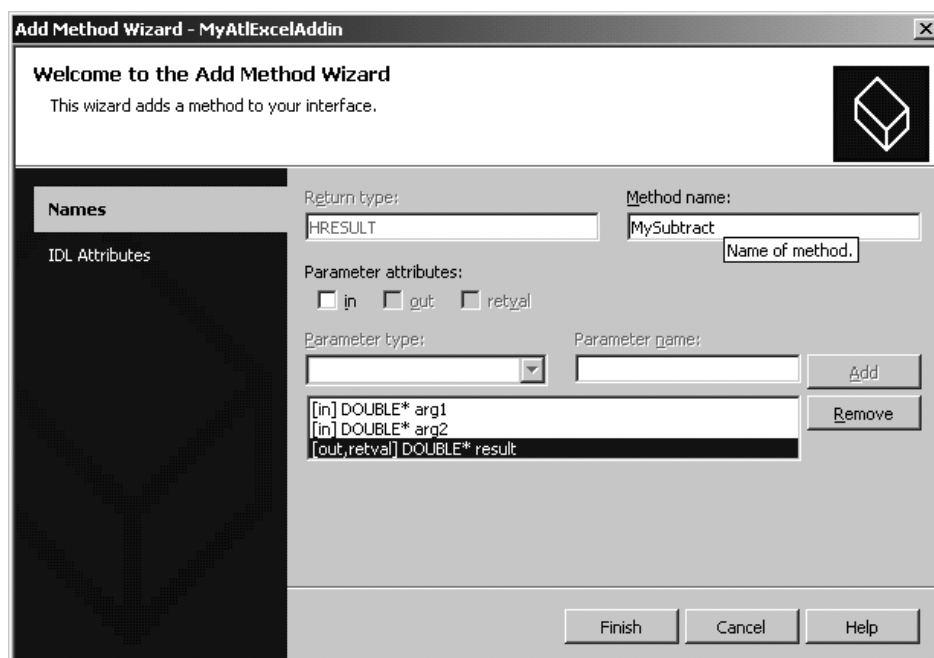 Add Method Wizard - MyAtlExcelAddin
Welcome to the Add Method Wizard
This wizard adds a method to your interface.
Names
IDL Attributes
Return type:
HRESULT
Method name:
MySubtract
Name of method.
Parameter attributes:
in out retval
Parameter type:
Parameter name:
Add
[in] DOUBLE* arg1
[in] DOUBLE* arg2
[out,retval] DOUBLE* result
Remove
Finish Cancel Help